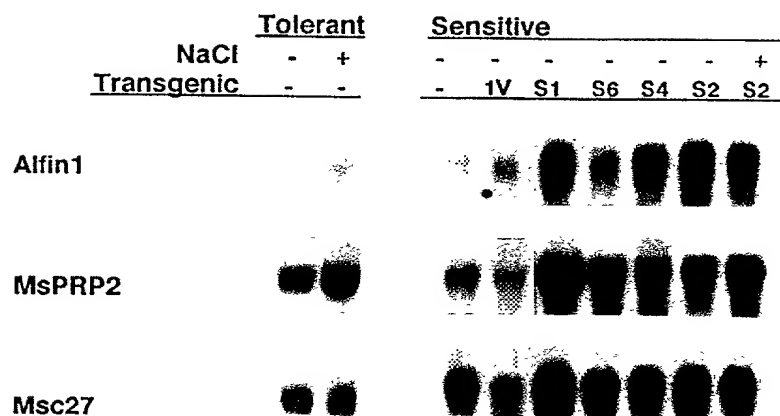 Tolerant Sensitive
NaCl - + - - - - - - +
Transgenic - - - 1V S1 S6 S4 S2 S2
Alfin1
MsPRP2
Msc27